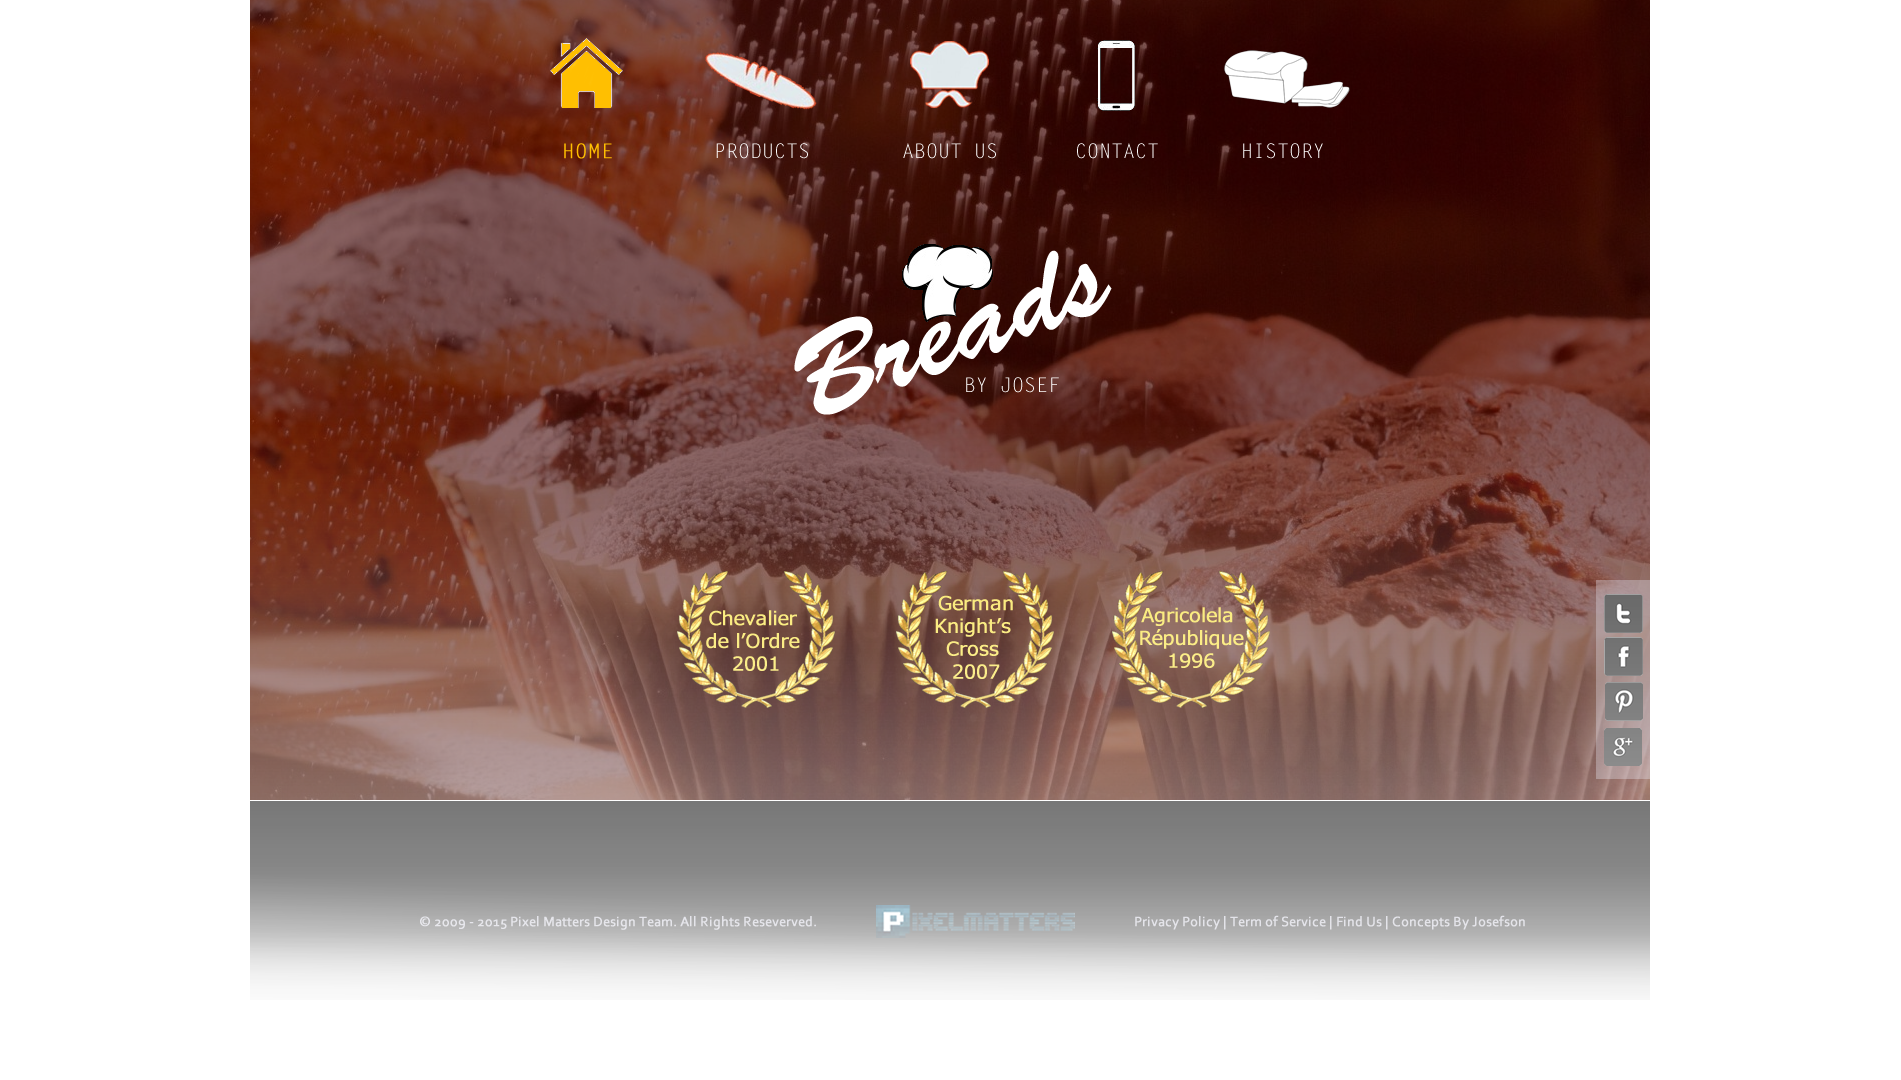 HOME PRODUCTS ABOUT US CONTACT HISTORY
Breads
BY JOSEF
Chevalier
de l'Ordre
2001
German
Knight's
Cross
2007
Agricolela
République
1996
t
f
p
g+
© 2009 - 2015 Pixel Matters Design Team. All Rights Reseverved.
PIXELMATTERS
Privacy Policy | Term of Service | Find Us | Concepts By Josefson